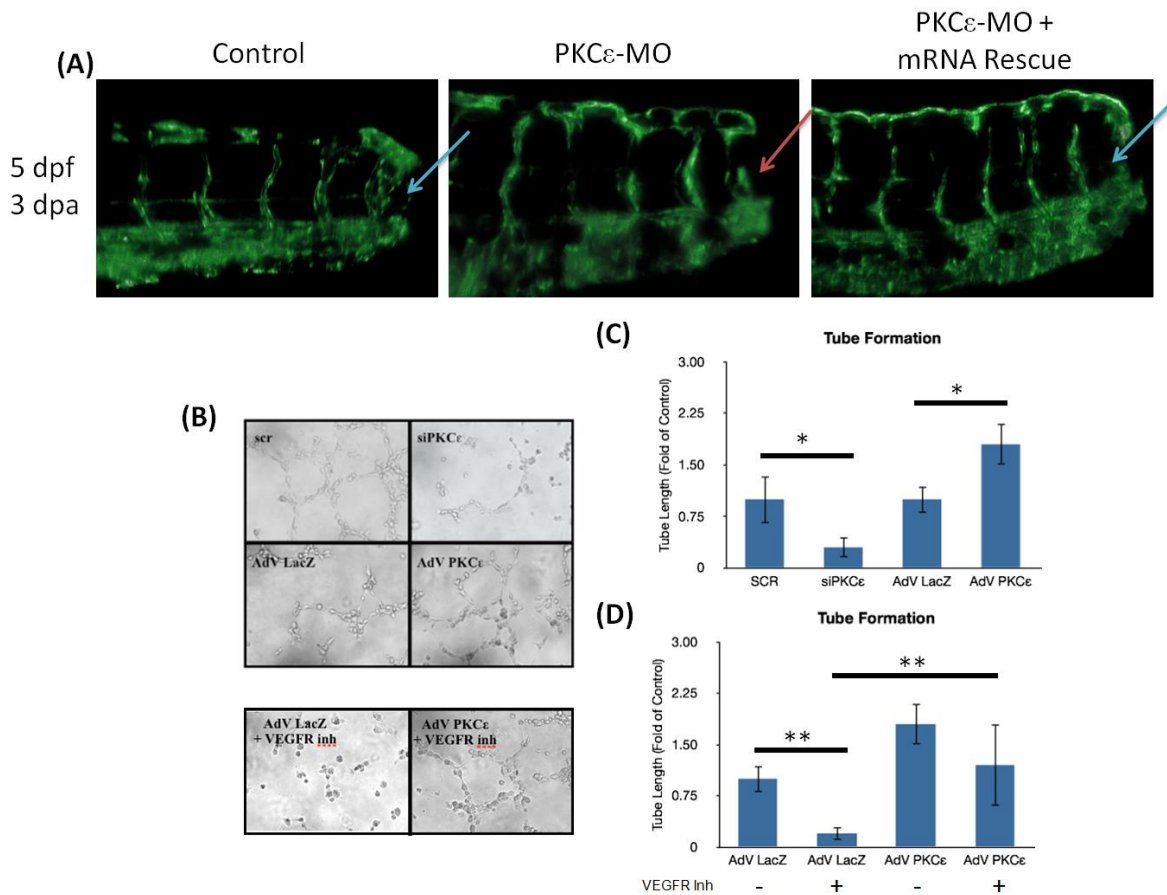 (A)
Control
PKCε-MO
PKCε-MO +
mRNA Rescue
5 dpf
3 dpa
(B)
scr
siPKCε
AdV LacZ
AdV PKCε
AdV LacZ
+ VEGFR inh
AdV PKCε
+ VEGFR inh
(C)
Tube Formation
Tube Length (Fold of Control)
3.00
2.25
1.50
0.75
0
*
*
SCR
siPKCε
AdV LacZ
AdV PKCε
(D)
Tube Formation
Tube Length (Fold of Control)
3.00
2.25
1.50
0.75
0
**
**
AdV LacZ
AdV LacZ
AdV PKCε
AdV PKCε
VEGFR Inh
-
+
-
+